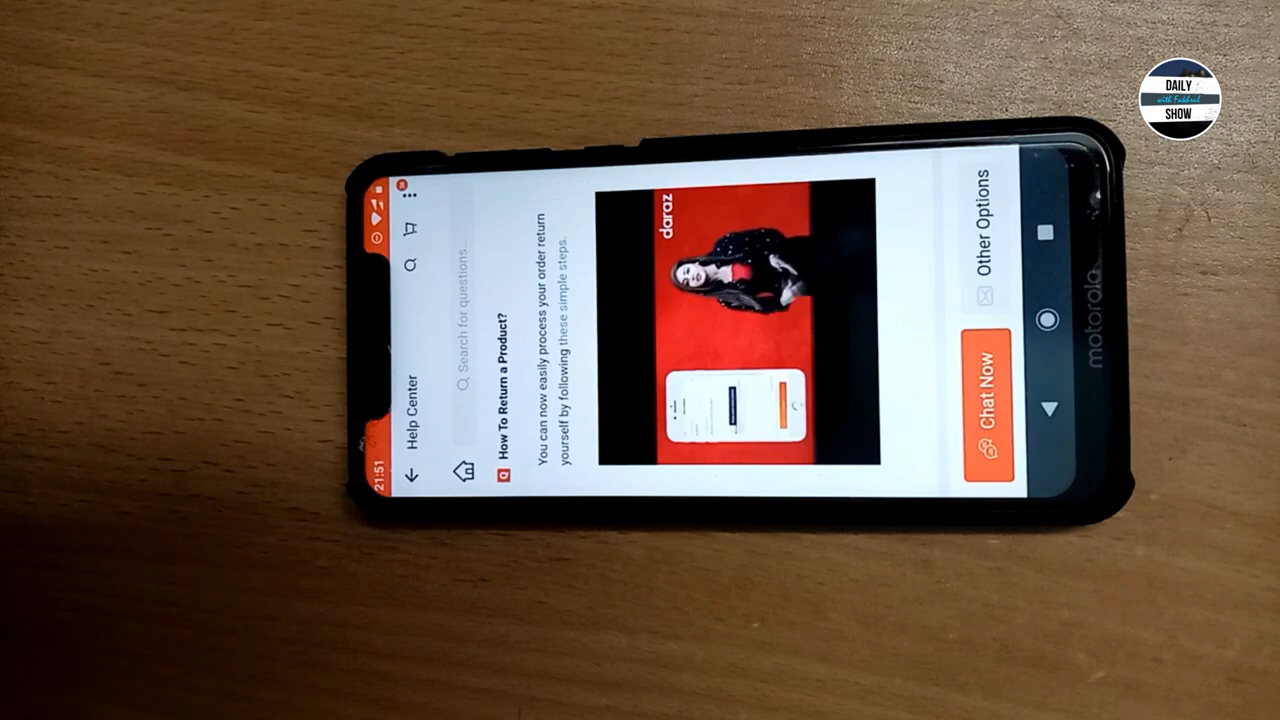 21:51
Help Center
Search for questions...
Q How To Return a Product?
You can now easily process your order return
yourself by following these simple steps.
daraz
Chat Now
Other Options
motorola
DAILY
with Fakhrul
SHOW